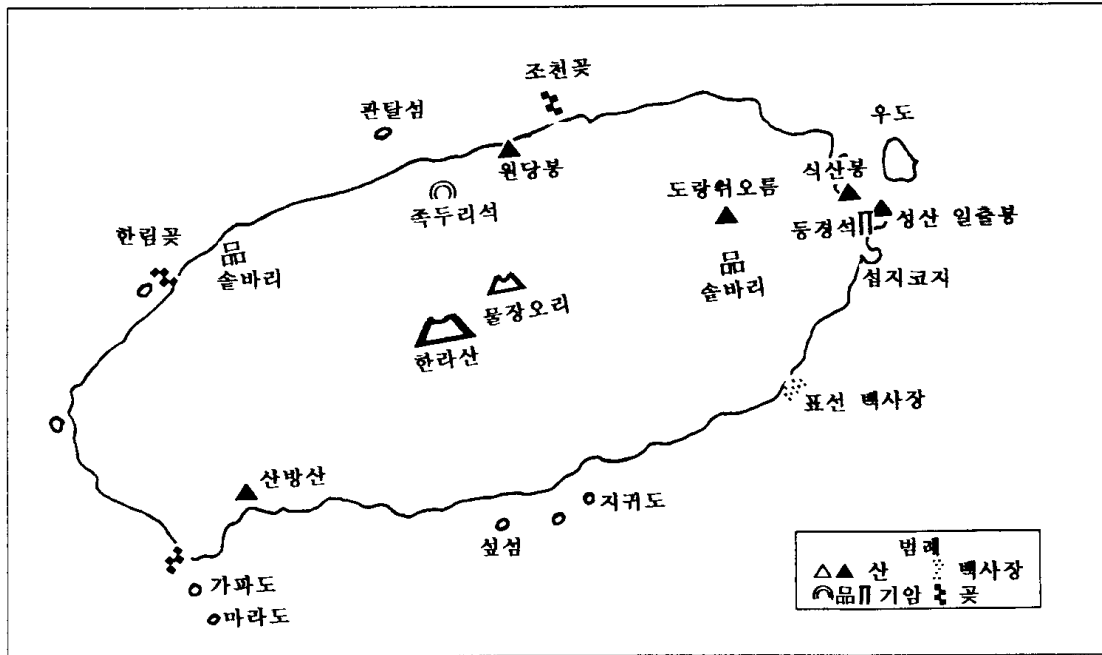 조천곶
관탈섬
우도
원당봉
식산봉
도랑쉬오름
족두리석
등경석
성산 일출봉
한림곶
솥바리
솥바리
섭지코지
물장오리
한라산
표선 백사장
산방산
지귀도
섶섬
가파도
마라도
범례
산
백사장
品 기암
곶